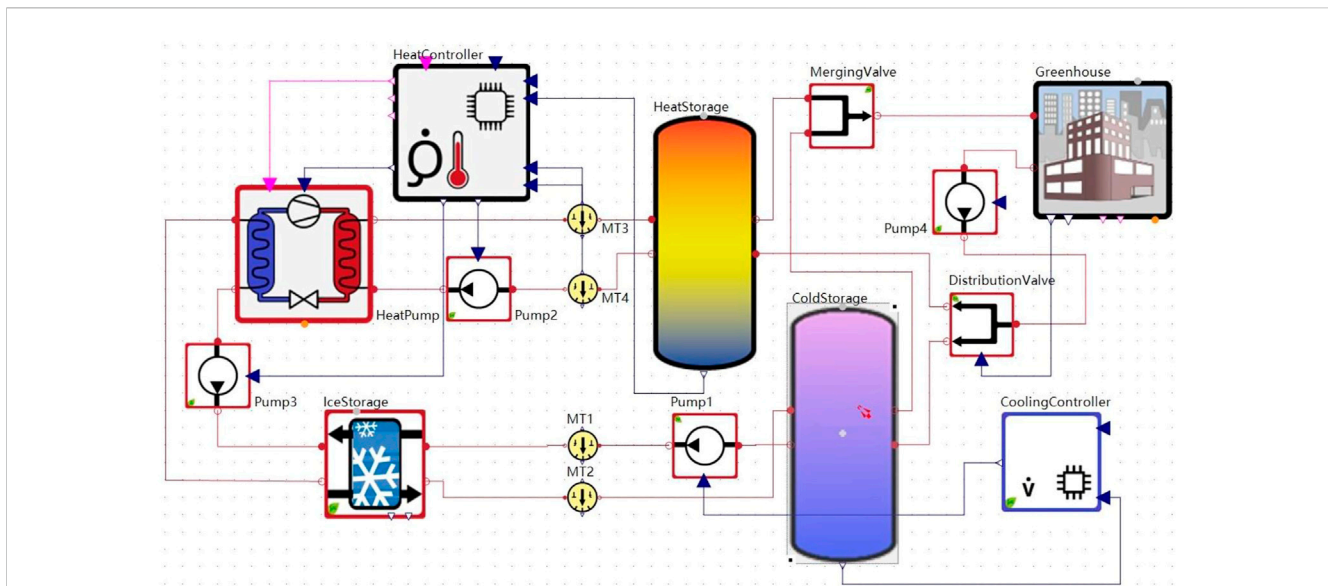 HeatController
MergingValve
Greenhouse
HeatStorage
MT3
Pump4
MT4
DistributionValve
ColdStorage
HeatPump
Pump2
Pump3
IceStorage
Pump1
CoolingController
MT1
MT2
v̇